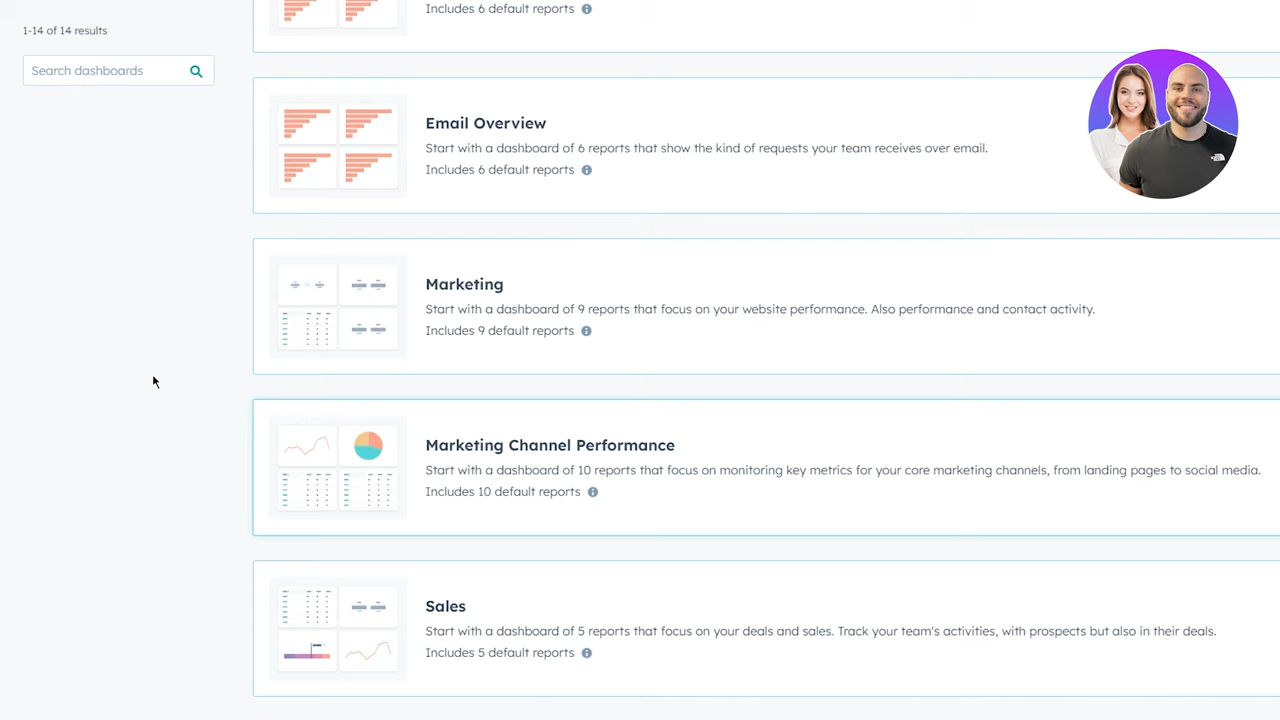 Includes 6 default reports
1-14 of 14 results
Search dashboards
Email Overview
Start with a dashboard of 6 reports that show the kind of requests your team receives over email.
Includes 6 default reports
Marketing
Start with a dashboard of 9 reports that focus on your website performance. Also performance and contact activity.
Includes 9 default reports
Marketing Channel Performance
Start with a dashboard of 10 reports that focus on monitoring key metrics for your core marketing channels, from landing pages to social media.
Includes 10 default reports
Sales
Start with a dashboard of 5 reports that focus on your deals and sales. Track your team's activities, with prospects but also in their deals.
Includes 5 default reports